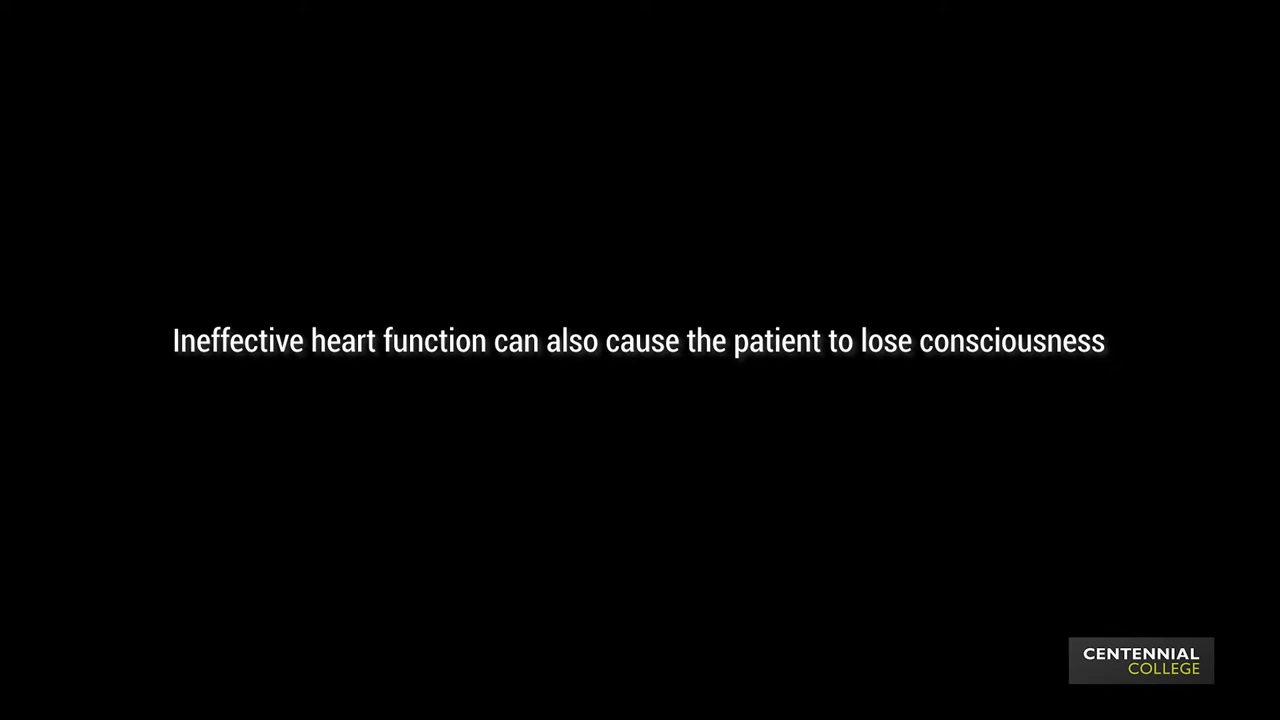 Ineffective heart function can also cause the patient to lose consciousness
CENTENNIAL
COLLEGE